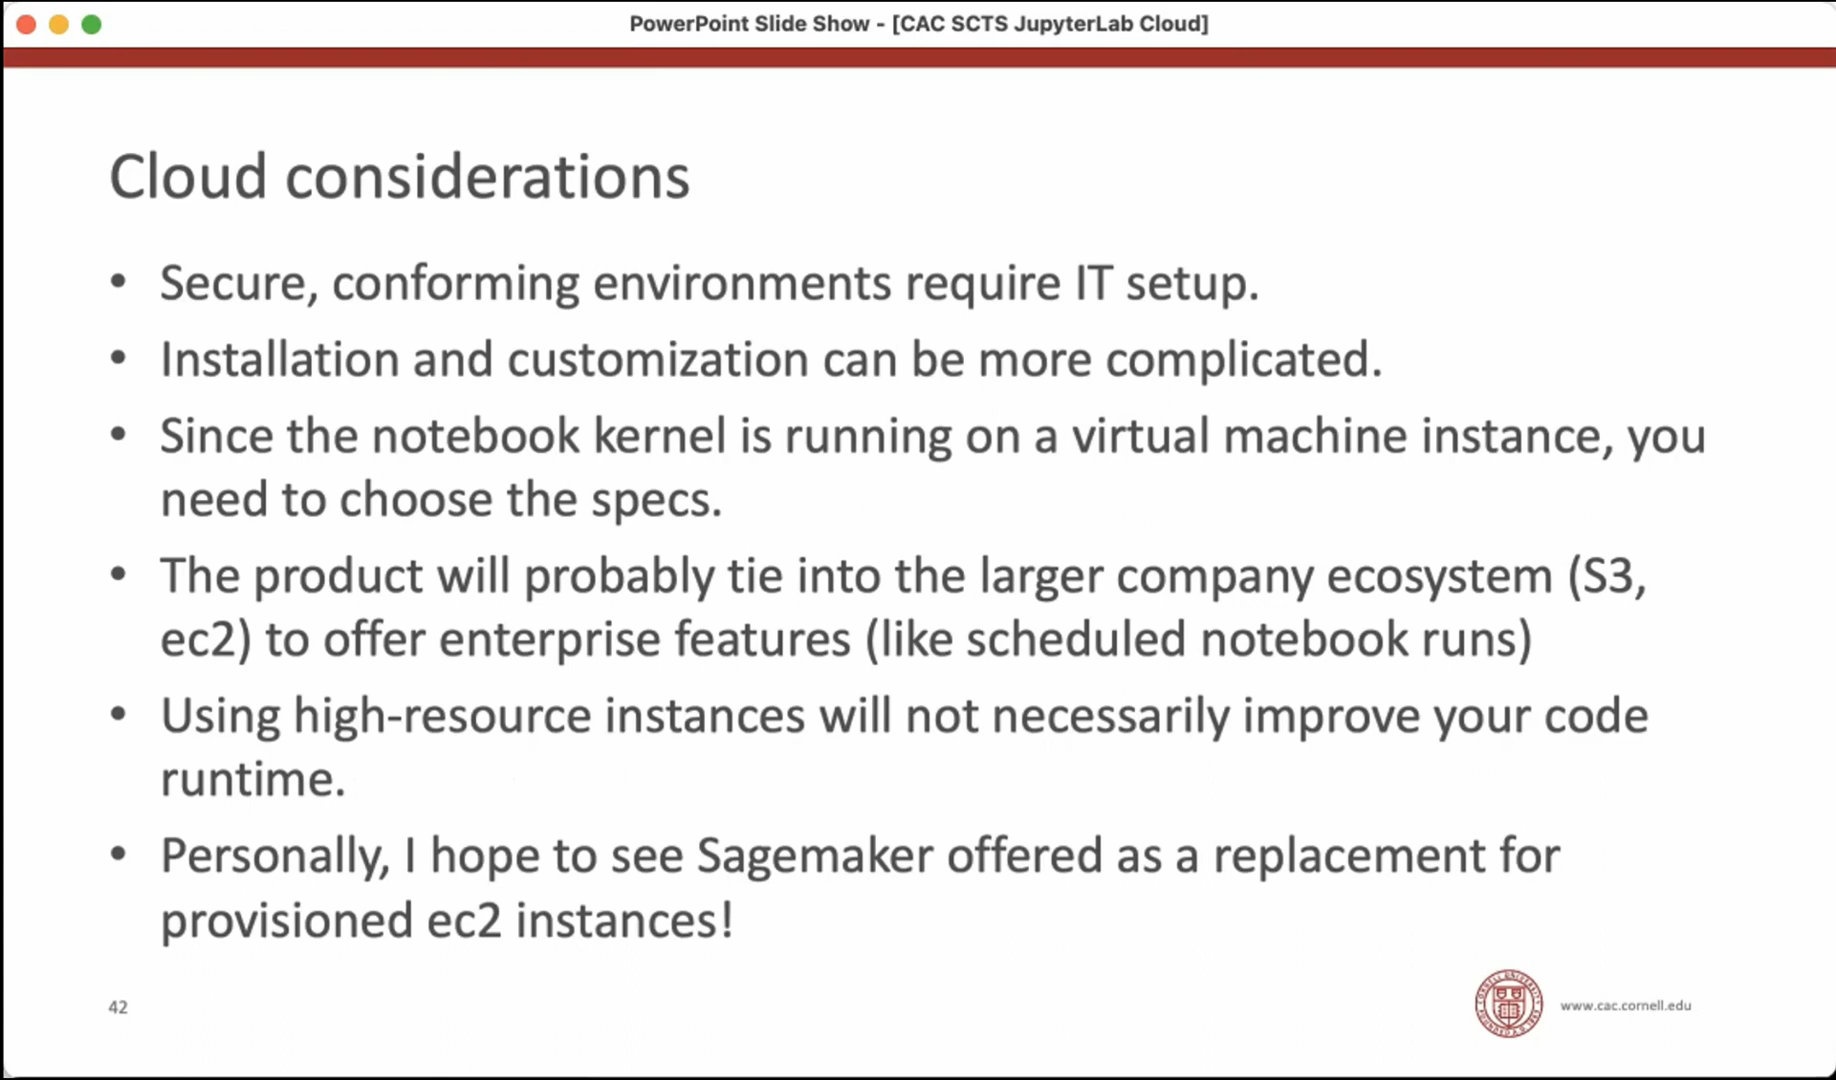 PowerPoint Slide Show - [CAC SCTS JupyterLab Cloud]
Cloud considerations
• Secure, conforming environments require IT setup.
• Installation and customization can be more complicated.
• Since the notebook kernel is running on a virtual machine instance, you
need to choose the specs.
• The product will probably tie into the larger company ecosystem (S3,
ec2) to offer enterprise features (like scheduled notebook runs)
• Using high-resource instances will not necessarily improve your code
runtime.
• Personally, I hope to see Sagemaker offered as a replacement for
provisioned ec2 instances!
42
www.cac.cornell.edu